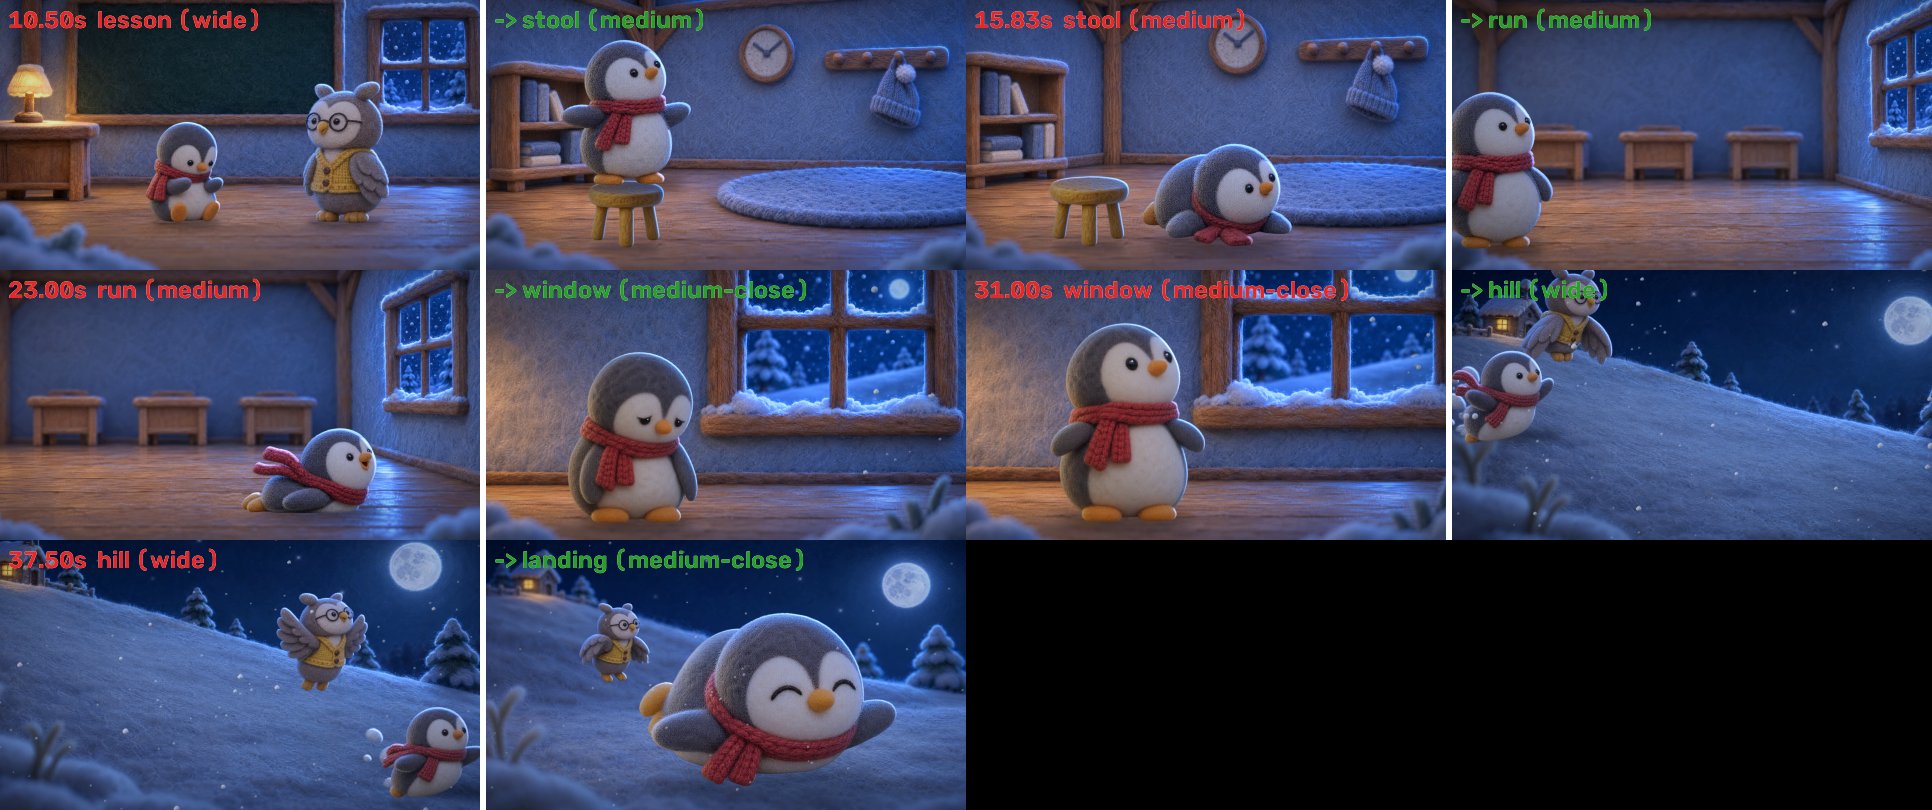 10.50s lesson (wide)
-> stool (medium)
15.83s stool (medium)
-> run (medium)
23.00s run (medium)
-> window (medium-close)
31.00s window (medium-close)
-> hill (wide)
37.50s hill (wide)
-> landing (medium-close)